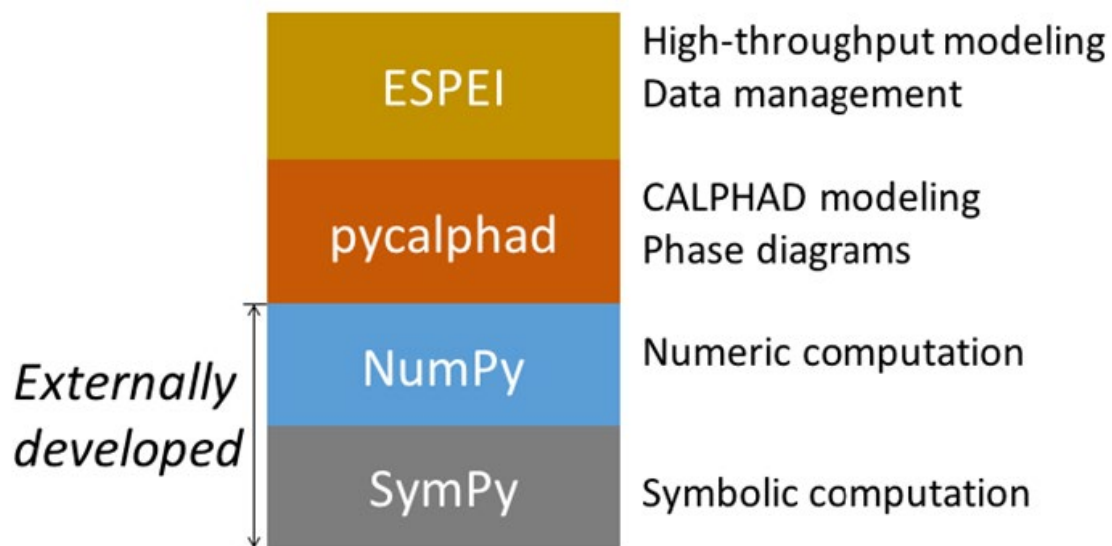 ESPEI
High-throughput modeling
Data management
pycalphad
CALPHAD modeling
Phase diagrams
Externally
developed
NumPy
Numeric computation
SymPy
Symbolic computation